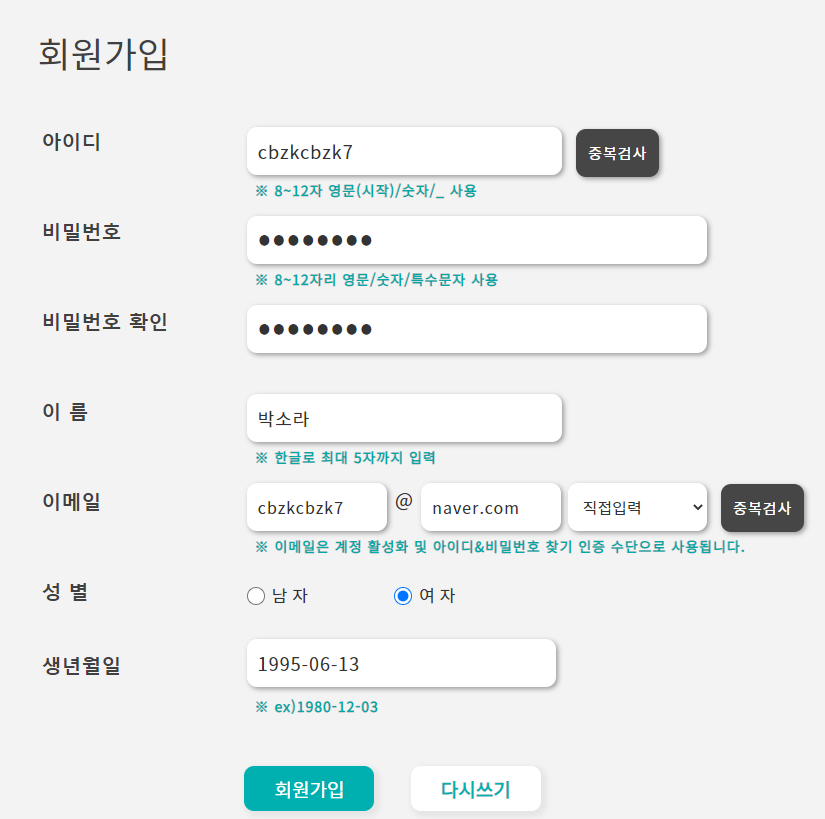 회원가입
아이디 cbzkcbzk7 중복검사
※ 8~12자 영문(시작)/숫자/_ 사용
비밀번호 ●●●●●●●●
※ 8~12자리 영문/숫자/특수문자 사용
비밀번호 확인 ●●●●●●●●
이 름 박소라
※ 한글로 최대 5자까지 입력
이메일 cbzkcbzk7 @ naver.com 직접입력 중복검사
※ 이메일은 계정 활성화 및 아이디&비밀번호 찾기 인증 수단으로 사용됩니다.
성 별 남 자 여 자
생년월일 1995-06-13
※ ex)1980-12-03
회원가입 다시쓰기